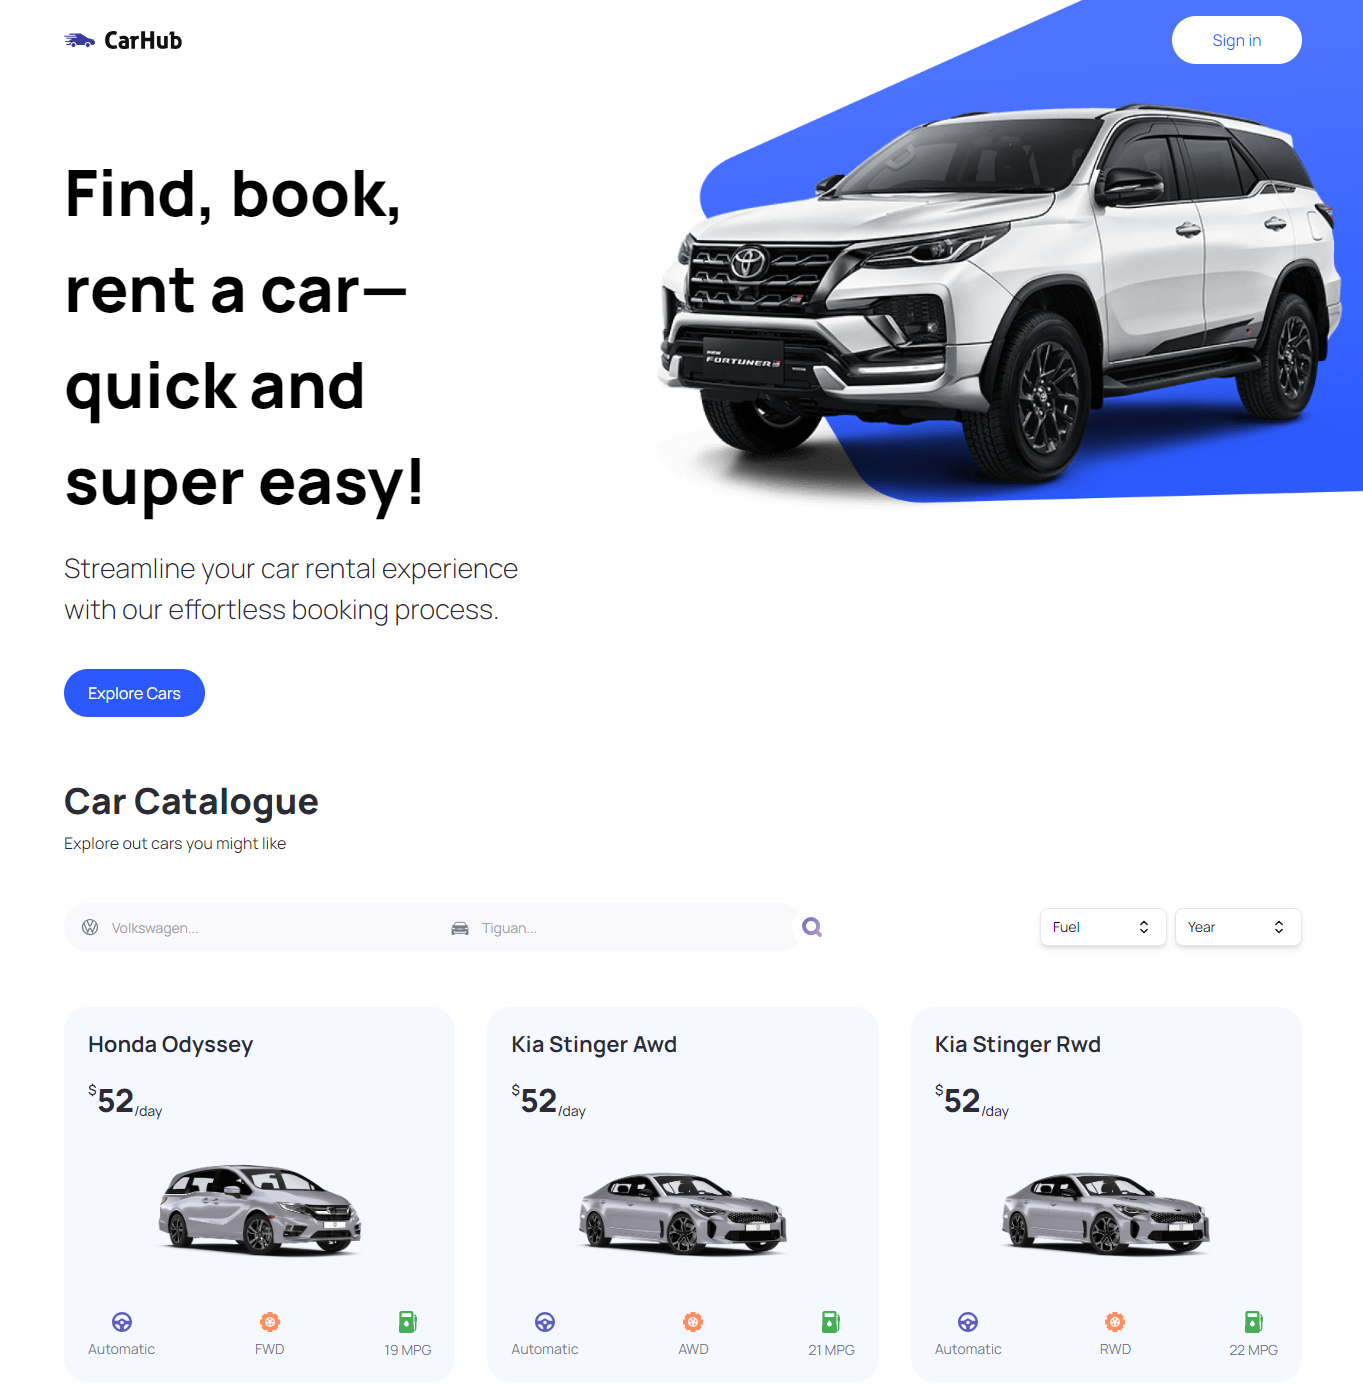 CarHub
Sign in
Find, book,
rent a car—
quick and
super easy!
NEW
FORTUNER
Streamline your car rental experience
with our effortless booking process.
Explore Cars
Car Catalogue
Explore out cars you might like
Volkswagen...
Tiguan...
Fuel
Year
Honda Odyssey
$52/day
Automatic
FWD
19 MPG
Kia Stinger Awd
$52/day
Automatic
AWD
21 MPG
Kia Stinger Rwd
$52/day
Automatic
RWD
22 MPG